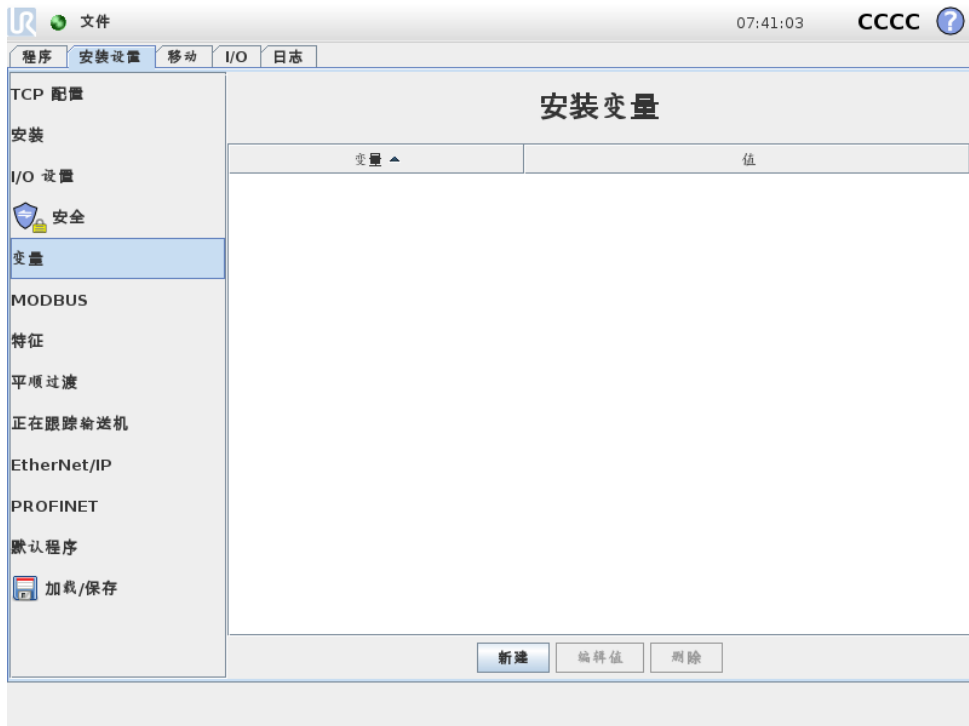 UR
文件
07:41:03
CCCC
?
程序
安装设置
移动
I/O
日志
TCP 配置
安装
I/O 设置
安全
变量
MODBUS
特征
平顺过渡
正在跟踪输送机
EtherNet/IP
PROFINET
默认程序
加载/保存
安装变量
变量
值
新建
编辑值
删除